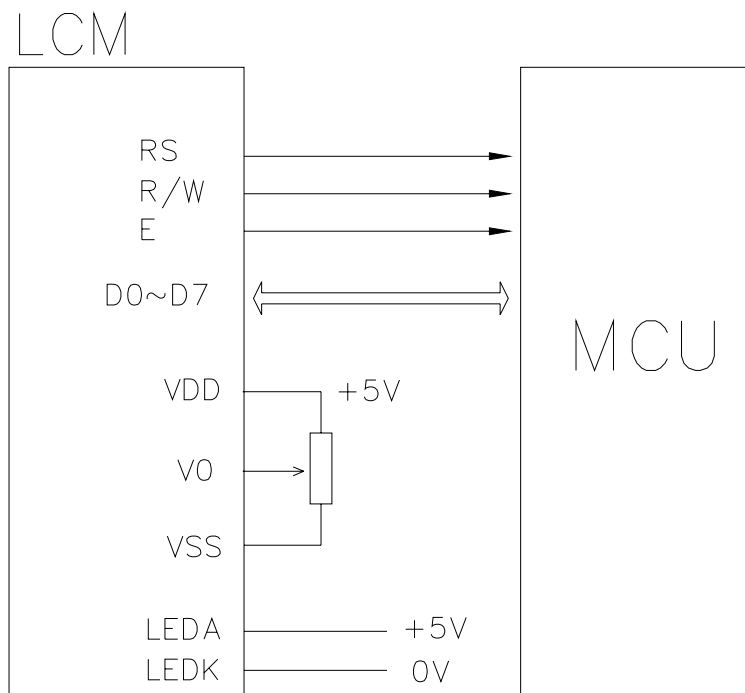 LCM
RS
R/W
E
D0~D7
MCU
VDD
+5V
V0
VSS
LEDA
+5V
LEDK
0V